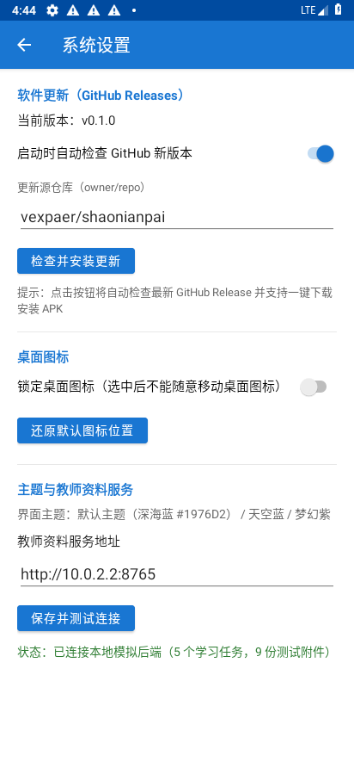 4:44
LTE
系统设置
软件更新（GitHub Releases）
当前版本：v0.1.0
启动时自动检查 GitHub 新版本
更新源仓库（owner/repo）
vexpaer/shaonianpai
检查并安装更新
提示：点击按钮将自动检查最新 GitHub Release 并支持一键下载
安装 APK
桌面图标
锁定桌面图标（选中后不能随意移动桌面图标）
还原默认图标位置
主题与教师资料服务
界面主题：默认主题（深海蓝 #1976D2） / 天空蓝 / 梦幻紫
教师资料服务地址
http://10.0.2.2:8765
保存并测试连接
状态：已连接本地模拟后端（5 个学习任务，9 份测试附件）